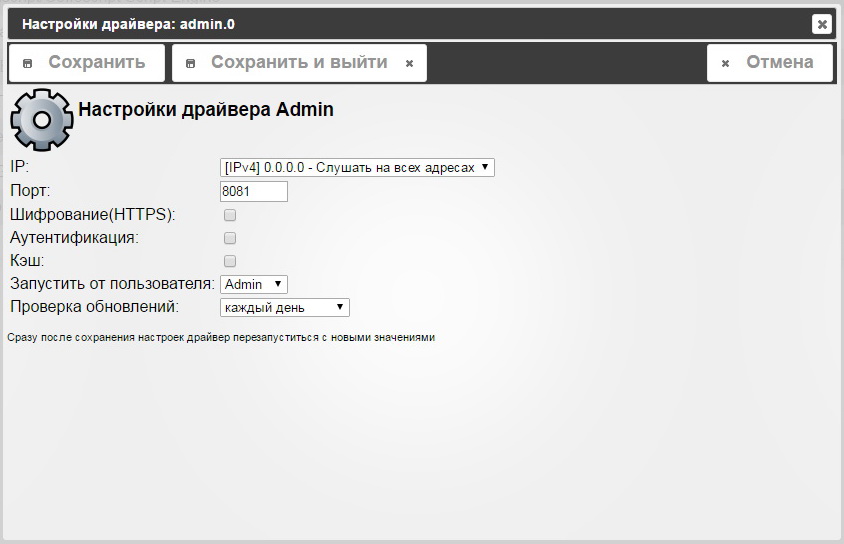 Настройки драйвера: admin.0
Сохранить
Сохранить и выйти
Отмена
Настройки драйвера Admin
IP: [IPv4] 0.0.0.0 - Слушать на всех адресах
Порт: 8081
Шифрование(HTTPS):
Аутентификация:
Кэш:
Запустить от пользователя: Admin
Проверка обновлений: каждый день
Сразу после сохранения настроек драйвер перезапуститься с новыми значениями